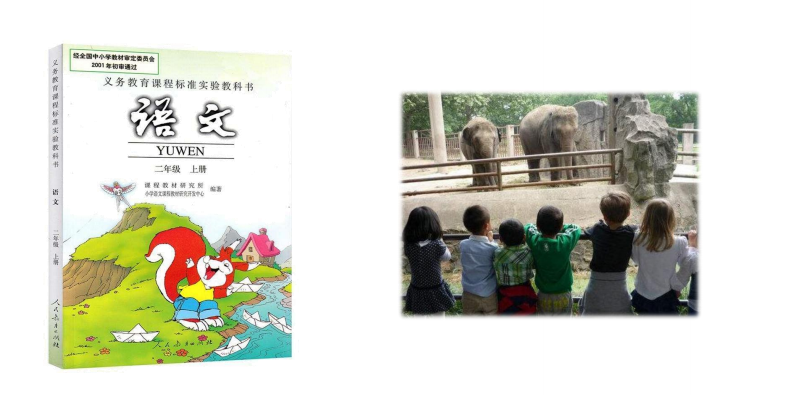 经全国中小学教材审定委员会
2001年初审通过
义务教育课程标准实验教科书
语文
YUWEN
二年级 上册
课程教材研究所
小学语文课程教材研究开发中心
编著
人民教育出版社
义务教育课程标准实验教科书
语文
二年级 上册
人民教育出版社